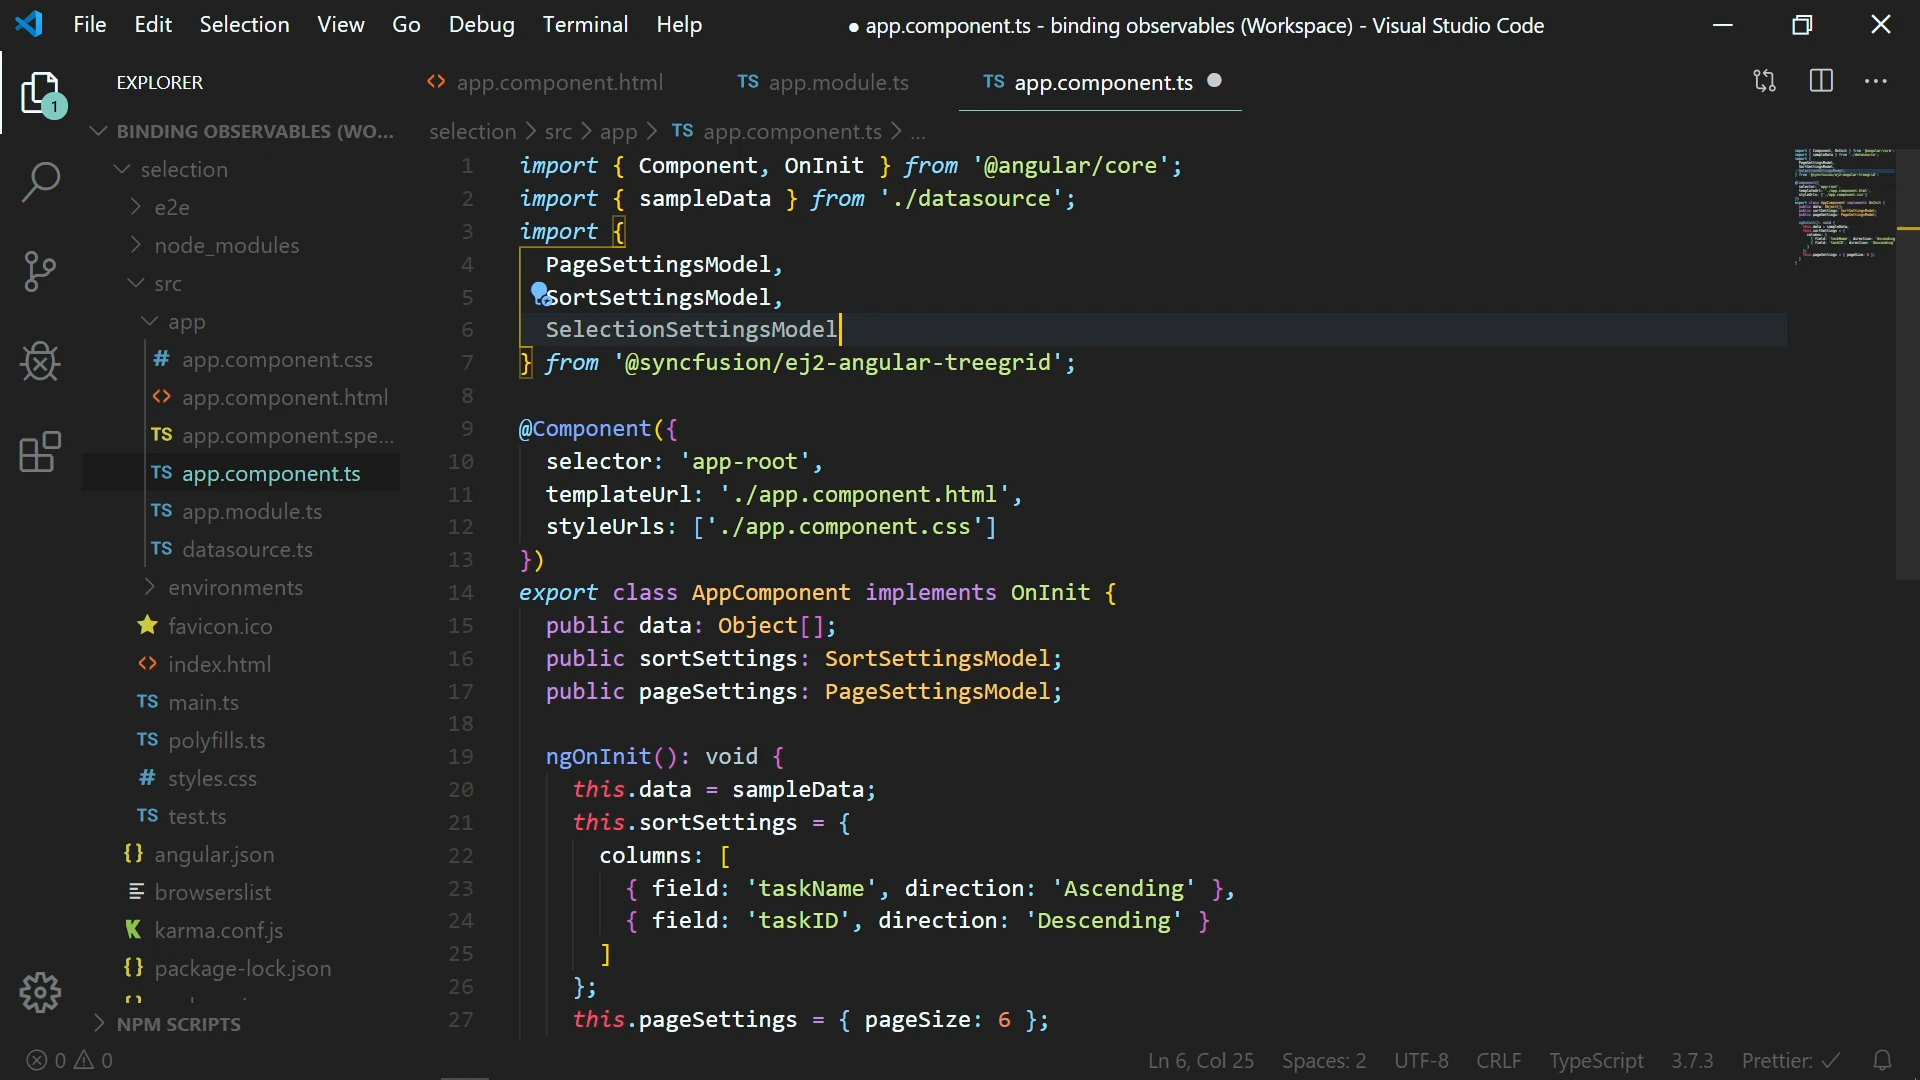 File Edit Selection View Go Debug Terminal Help
● app.component.ts - binding observables (Workspace) - Visual Studio Code
EXPLORER
1
BINDING OBSERVABLES (WO...
selection
e2e
node_modules
src
app
# app.component.css
<> app.component.html
TS app.component.spe...
TS app.component.ts
TS app.module.ts
TS datasource.ts
environments
favicon.ico
<> index.html
TS main.ts
TS polyfills.ts
# styles.css
TS test.ts
{} angular.json
browserslist
K karma.conf.js
{} package-lock.json
NPM SCRIPTS
<> app.component.html
TS app.module.ts
TS app.component.ts ●
selection > src > app > TS app.component.ts > ...
1 import { Component, OnInit } from '@angular/core';
2 import { sampleData } from './datasource';
3 import {
4 PageSettingsModel,
5 SortSettingsModel,
6 SelectionSettingsModel
7 } from '@syncfusion/ej2-angular-treegrid';
8
9 @Component({
10 selector: 'app-root',
11 templateUrl: './app.component.html',
12 styleUrls: ['./app.component.css']
13 })
14 export class AppComponent implements OnInit {
15 public data: Object[];
16 public sortSettings: SortSettingsModel;
17 public pageSettings: PageSettingsModel;
18
19 ngOnInit(): void {
20 this.data = sampleData;
21 this.sortSettings = {
22 columns: [
23 { field: 'taskName', direction: 'Ascending' },
24 { field: 'taskID', direction: 'Descending' }
25 ]
26 };
27 this.pageSettings = { pageSize: 6 };
0 0
Ln 6, Col 25 Spaces: 2 UTF-8 CRLF TypeScript 3.7.3 Prettier: ✓